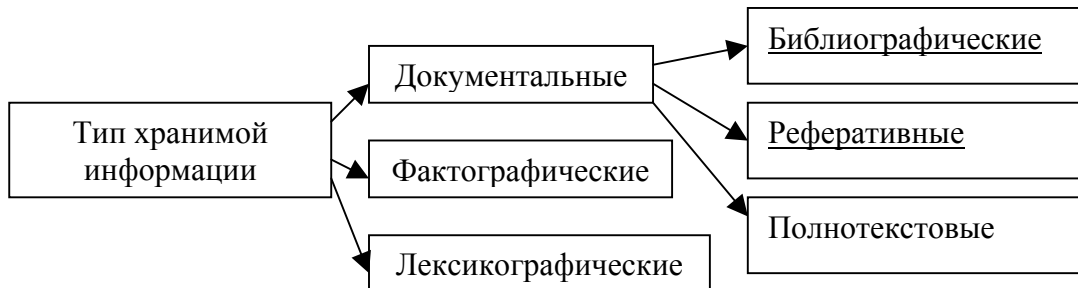 Тип хранимой
информации
Документальные
Фактографические
Лексикографические
Библиографические
Реферативные
Полнотекстовые